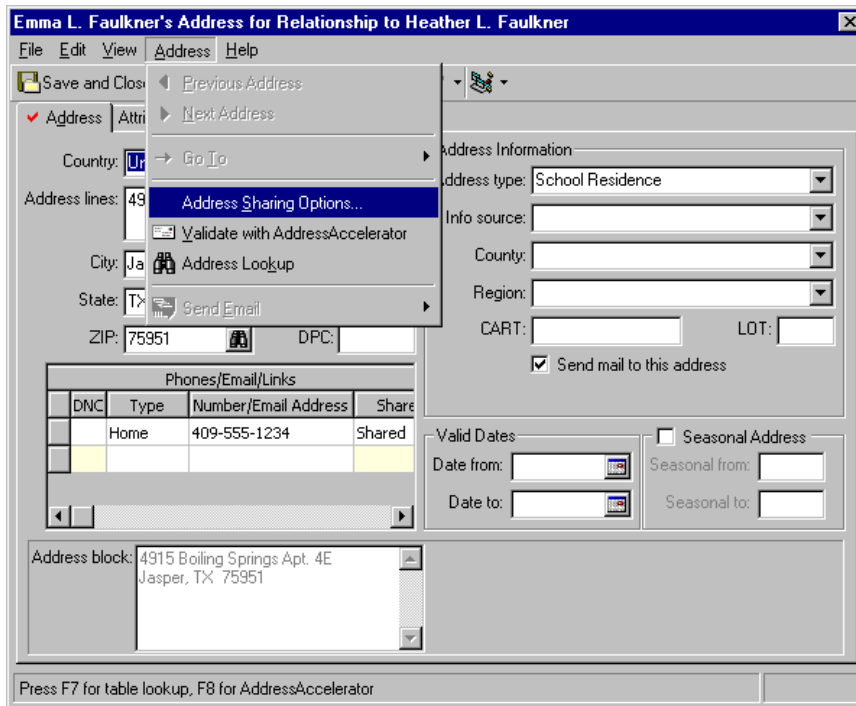 Emma L. Faulkner's Address for Relationship to Heather L. Faulkner
File Edit View Address Help
Save and Close
Previous Address
Next Address
Go To
Address Sharing Options...
Validate with AddressAccelerator
Address Lookup
Send Email
Address
Country:
Address lines: 49
City: Ja
State: TX
ZIP: 75951 DPC:
Phones/Email/Links
DNC Type Number/Email Address Share
Home 409-555-1234 Shared
Address Information
Address type: School Residence
Info source:
County:
Region:
CART: LOT:
Send mail to this address
Valid Dates
Date from:
Date to:
Seasonal Address
Seasonal from:
Seasonal to:
Address block: 4915 Boiling Springs Apt. 4E
Jasper, TX 75951
Press F7 for table lookup, F8 for AddressAccelerator